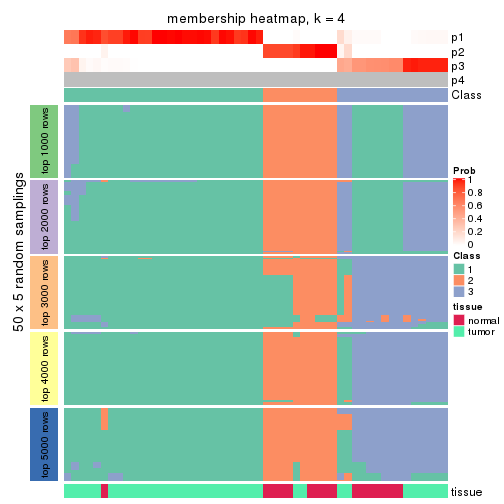 membership heatmap, k = 4
p1
p2
p3
p4
Class
50 x 5 random samplings
top 1000 rows
top 2000 rows
top 3000 rows
top 4000 rows
top 5000 rows
tissue
Prob
1
0.8
0.6
0.4
0.2
0
Class
1
2
3
tissue
normal
tumor